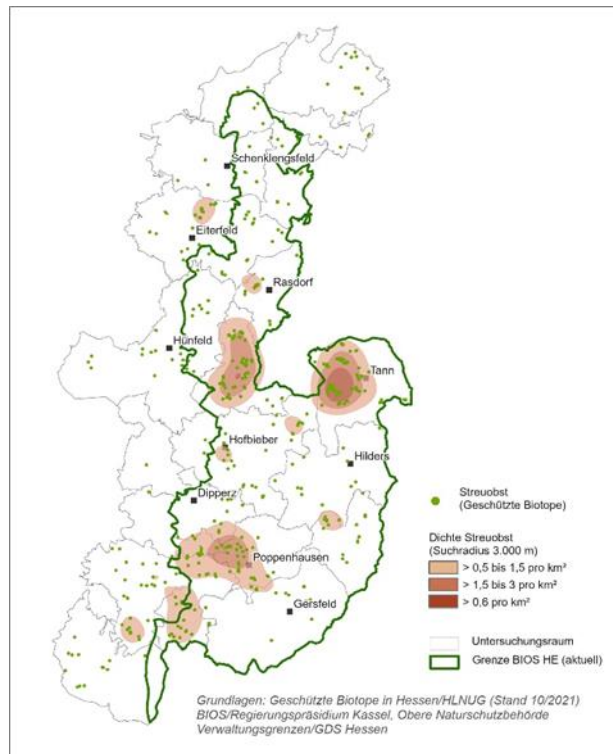 Schenklengsfeld
Eiterfeld
Rasdorf
Hünfeld
Tann
Hofbieber
Hilders
Dipperz
Poppenhausen
Gersfeld
Streuobst
(Geschützte Biotope)
Dichte Streuobst
(Suchradius 3.000 m)
> 0,5 bis 1,5 pro km²
> 1,5 bis 3 pro km²
> 0,6 pro km²
Untersuchungsraum
Grenze BIOS HE (aktuell)
Grundlagen: Geschützte Biotope in Hessen/HLNUG (Stand 10/2021)
BIOS/Regierungspräsidium Kassel, Obere Naturschutzbehörde
Verwaltungsgrenzen/GDS Hessen